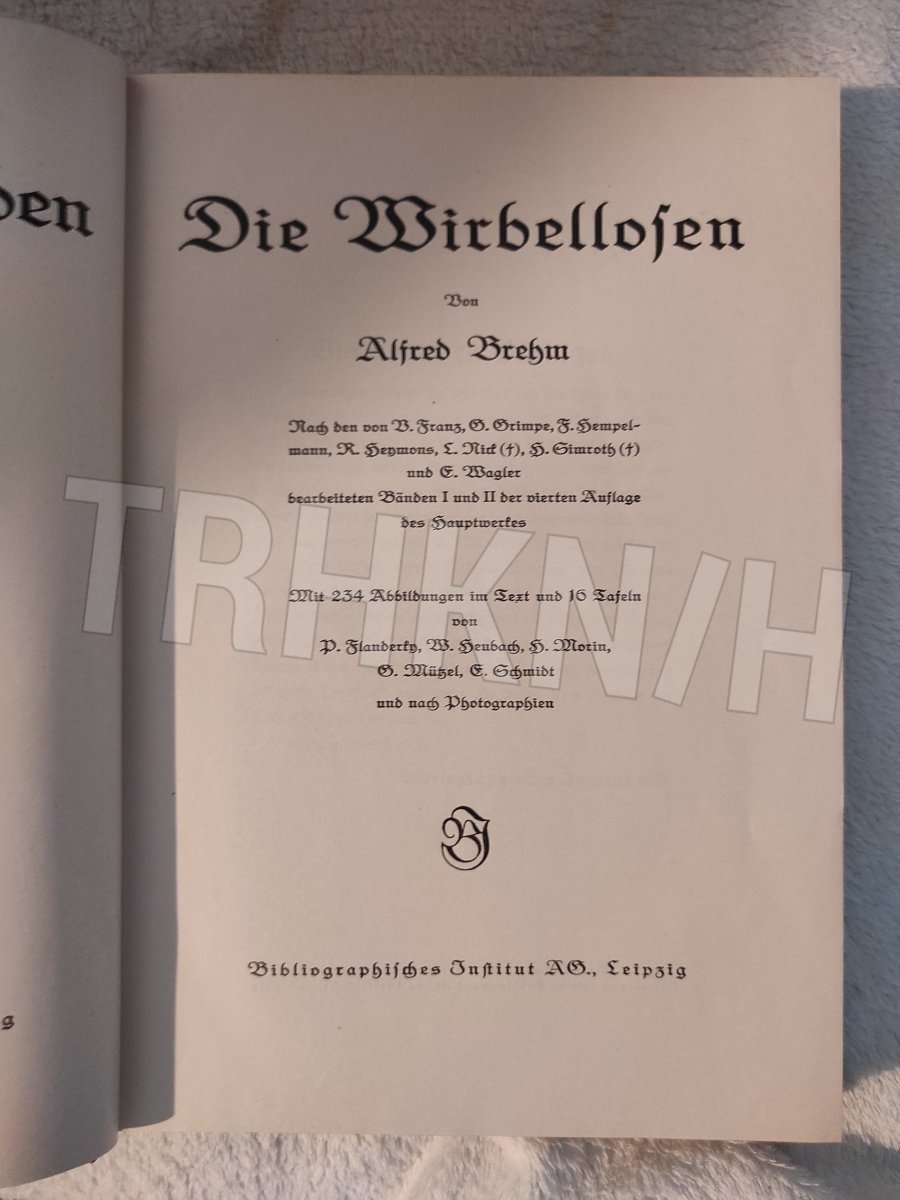 Die Wirbelloſen
Von
Alfred Brehm
Nach den von V. Franz, G. Grimpe, F. Hempel-
mann, R. Heymons, L. Nick (†), H. Simroth (†)
und E. Wagler
bearbeiteten Bänden I und II der vierten Auflage
des Hauptwerkes
Mit 234 Abbildungen im Text und 16 Tafeln
von
P. Flanderky, W. Heubach, H. Morin,
G. Mützel, E. Schmidt
und nach Photographien
BJ
Bibliographiſches Inſtitut AG., Leipzig
TRHKN/H